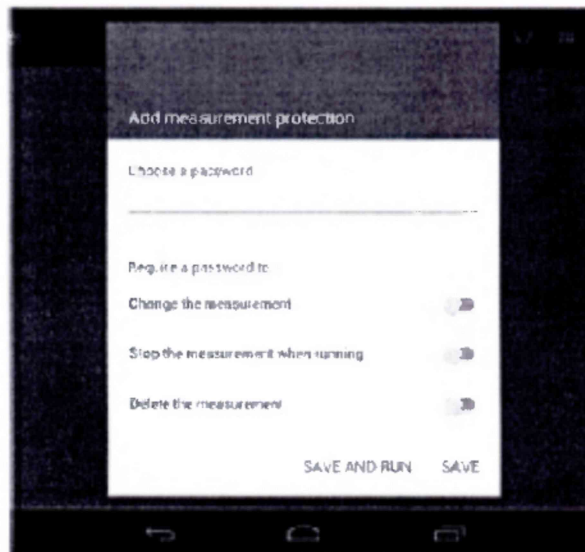 Add measurement protection
Choose a password
Require a password to
Change the measurement
Stop the measurement when running
Delete the measurement
SAVE AND RUN SAVE